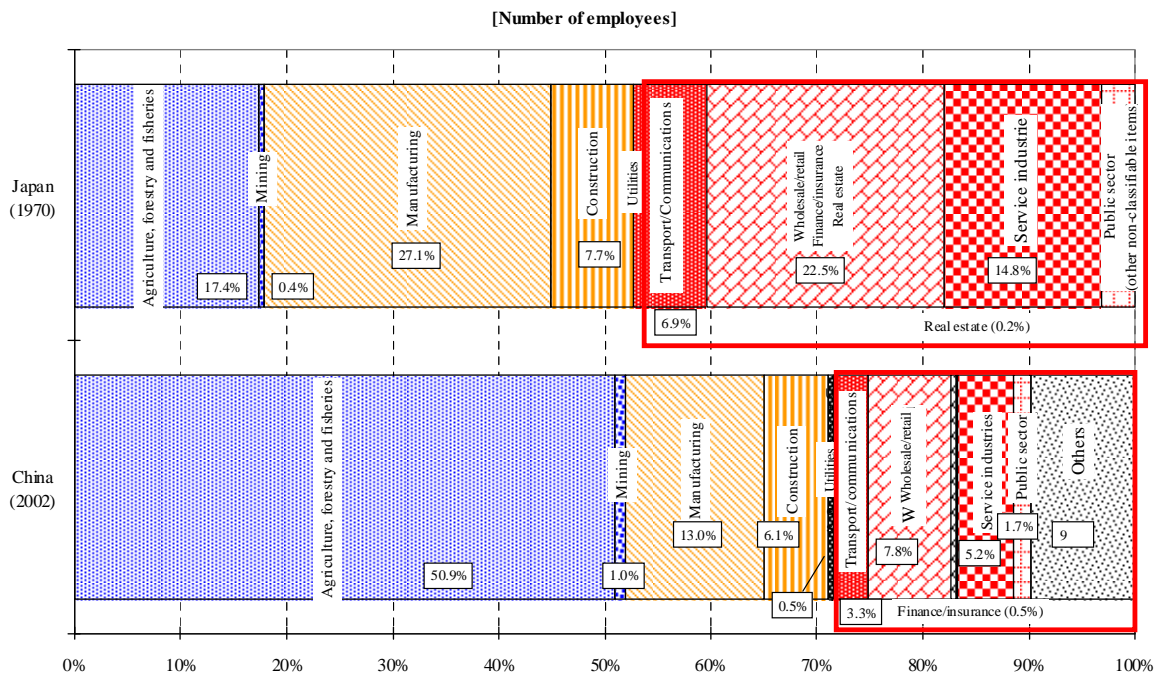 [Number of employees]
Japan
(1970)
Agriculture, forestry and fisheries
17.4%
Mining
0.4%
Manufacturing
27.1%
Construction
7.7%
Utilities
Transport/Communications
6.9%
Wholesale/retail
Finance/insurance
Real estate
22.5%
Service industrie
14.8%
Public sector
(other non-classifiable items)
Real estate (0.2%)
China
(2002)
Agriculture, forestry and fisheries
50.9%
Mining
1.0%
Manufacturing
13.0%
Construction
6.1%
Utilities
0.5%
Transport/communications
3.3%
W Wholesale/retail
7.8%
Finance/insurance (0.5%)
Service industries
5.2%
Public sector
1.7%
Others
9
0% 10% 20% 30% 40% 50% 60% 70% 80% 90% 100%